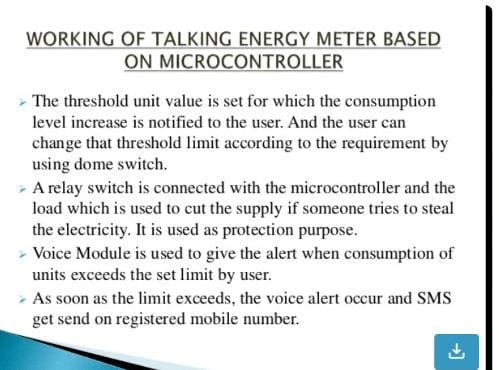 WORKING OF TALKING ENERGY METER BASED
ON MICROCONTROLLER
The threshold unit value is set for which the consumption
level increase is notified to the user. And the user can
change that threshold limit according to the requirement by
using dome switch.
A relay switch is connected with the microcontroller and the
load which is used to cut the supply if someone tries to steal
the electricity. It is used as protection purpose.
Voice Module is used to give the alert when consumption of
units exceeds the set limit by user.
As soon as the limit exceeds, the voice alert occur and SMS
get send on registered mobile number.